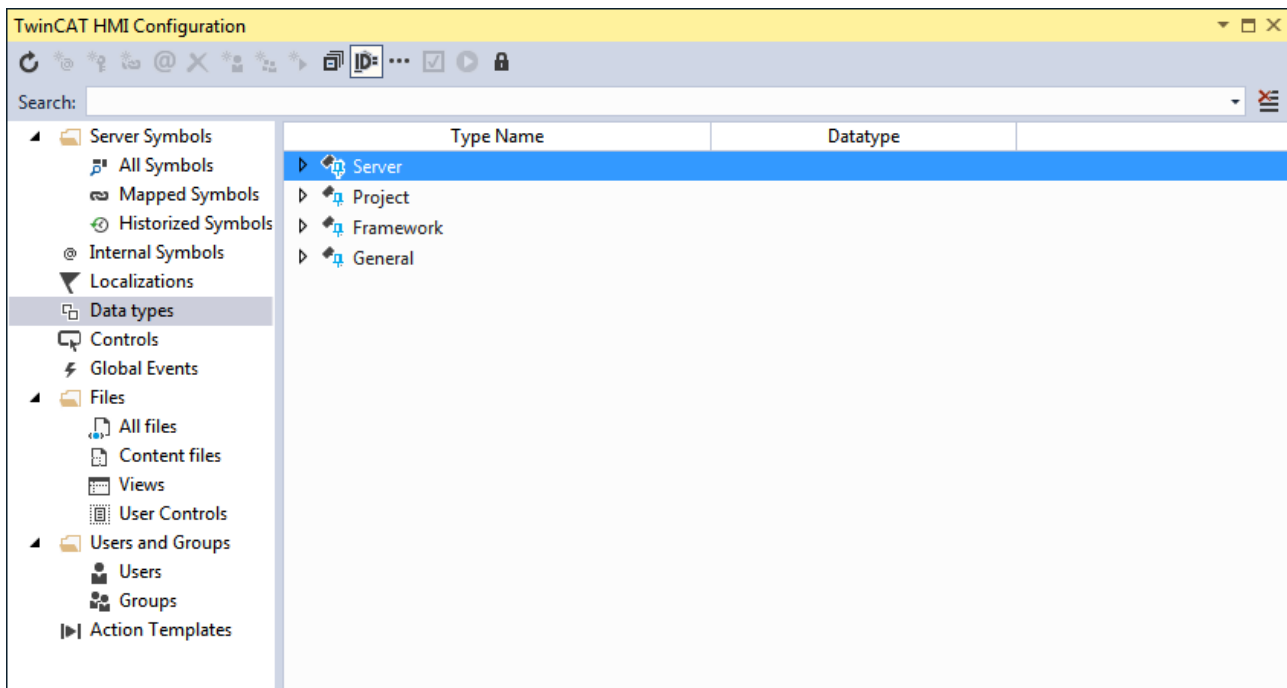 TwinCAT HMI Configuration
ID=
Search:
Type Name Datatype
Server Symbols
All Symbols
Mapped Symbols
Historized Symbols
Internal Symbols
Localizations
Data types
Controls
Global Events
Files
All files
Content files
Views
User Controls
Users and Groups
Users
Groups
Action Templates
Server
Project
Framework
General